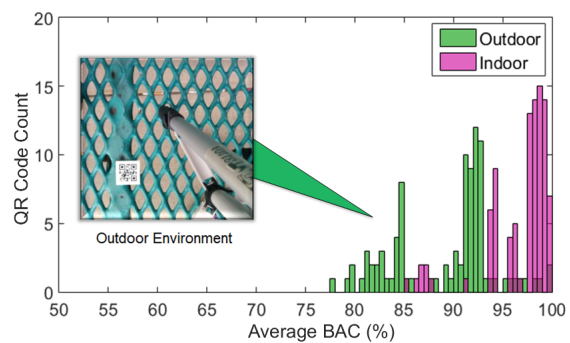 20
15
10
5
0
QR Code Count
Outdoor
Indoor
Outdoor Environment
50 55 60 65 70 75 80 85 90 95 100
Average BAC (%)